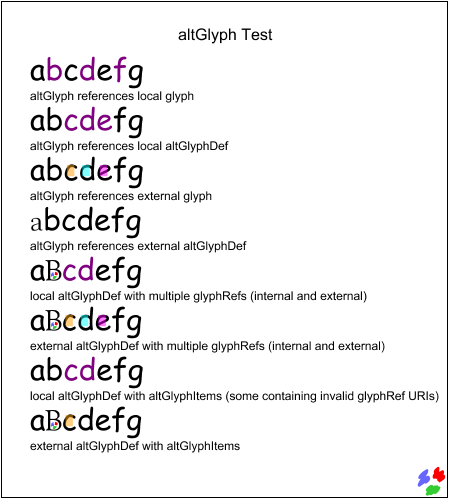 altGlyph Test
abcdefg
altGlyph references local glyph
abcdefg
altGlyph references local altGlyphDef
abcdefg
altGlyph references external glyph
abcdefg
altGlyph references external altGlyphDef
aBcdefg
local altGlyphDef with multiple glyphRefs (internal and external)
aBcdefg
external altGlyphDef with multiple glyphRefs (internal and external)
abcdefg
local altGlyphDef with altGlyphItems (some containing invalid glyphRef URIs)
aBcdefg
external altGlyphDef with altGlyphItems